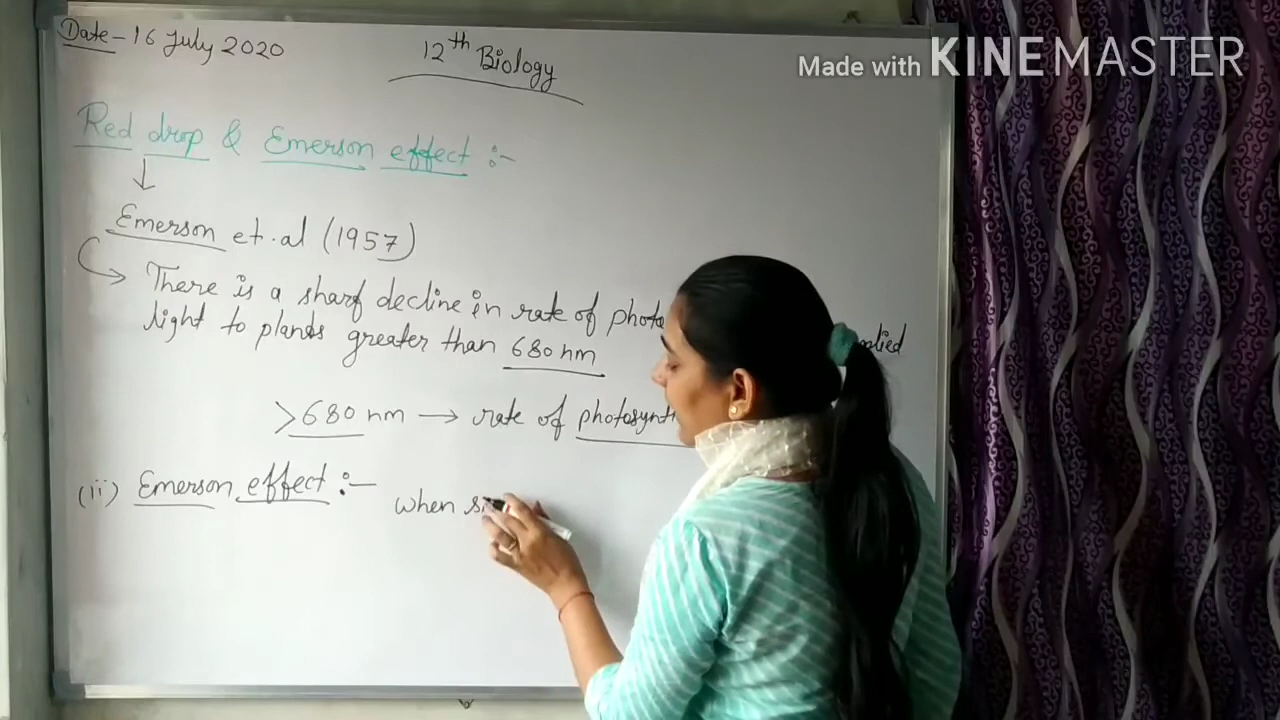 Date - 16 July 2020
12th Biology
Made with KINEMASTER
Red drop & Emerson effect :-
Emerson et.al (1957)
There is a sharp decline in rate of
light to plants greater than 680 nm
>680 nm → rate of
(ii) Emerson effect :-
when